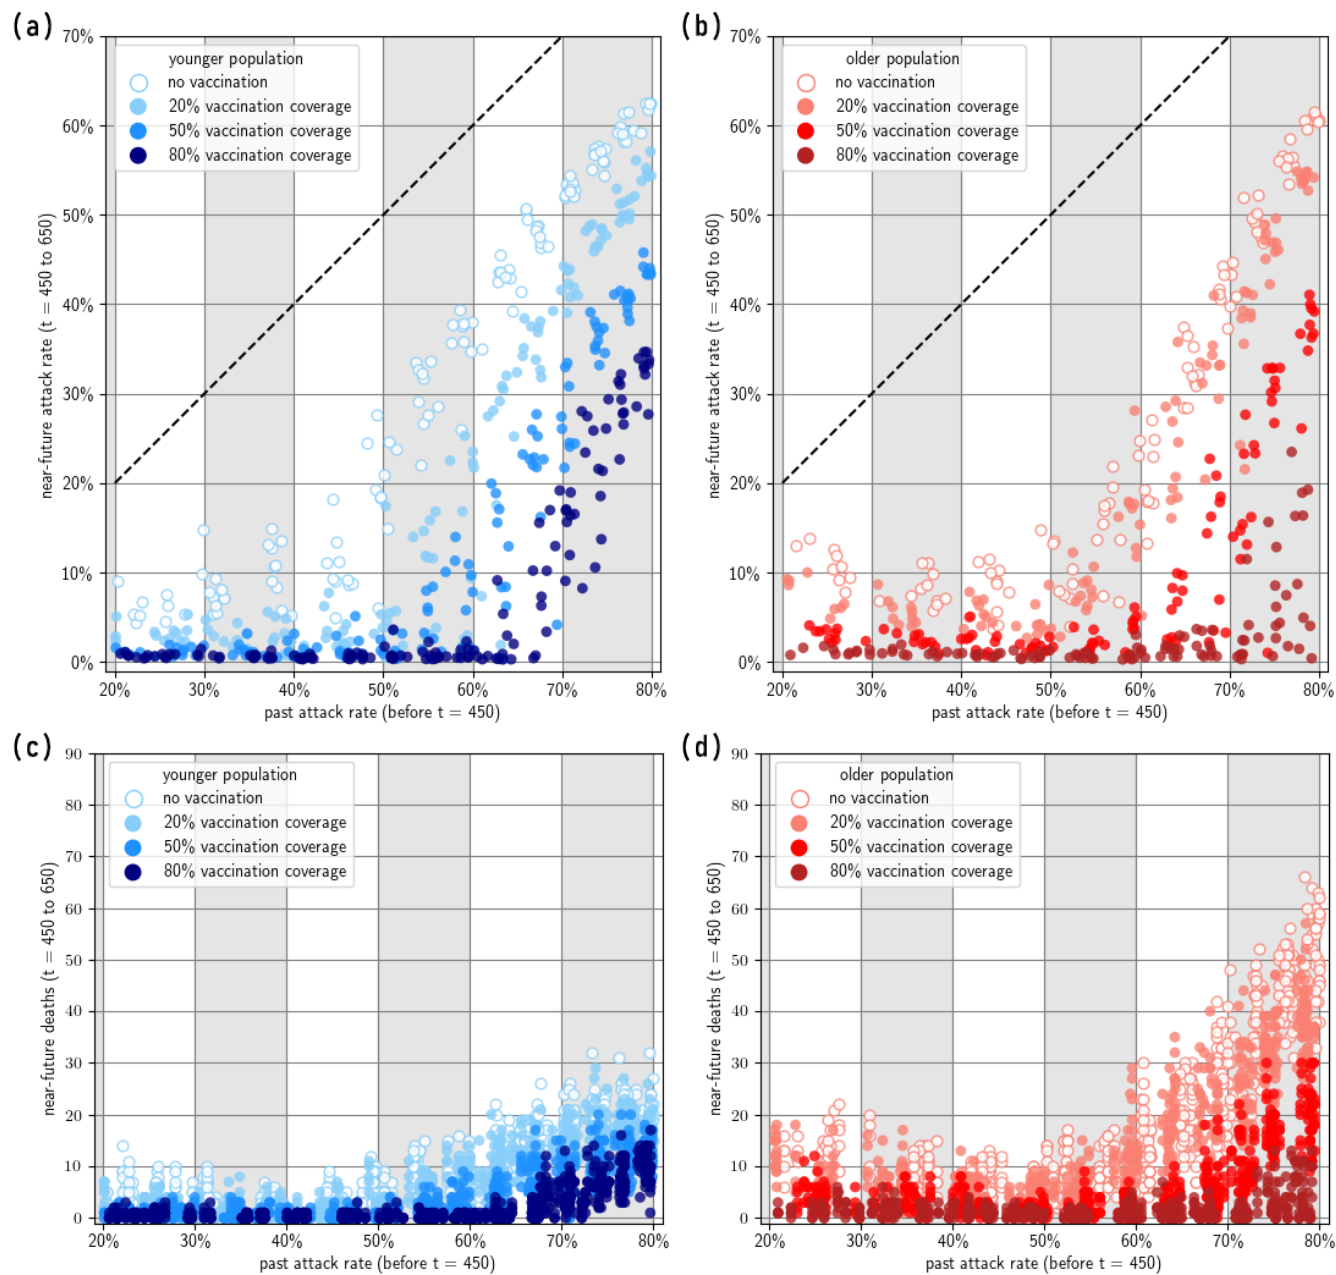 (a)
70%
60%
50%
40%
30%
20%
10%
0%
near-future attack rate (t = 450 to 650)
younger population
no vaccination
20% vaccination coverage
50% vaccination coverage
80% vaccination coverage
20% 30% 40% 50% 60% 70% 80%
past attack rate (before t = 450)
(b)
70%
60%
50%
40%
30%
20%
10%
0%
near-future attack rate (t = 450 to 650)
older population
no vaccination
20% vaccination coverage
50% vaccination coverage
80% vaccination coverage
20% 30% 40% 50% 60% 70% 80%
past attack rate (before t = 450)
(c)
90
80
70
60
50
40
30
20
10
0
near-future deaths (t = 450 to 650)
younger population
no vaccination
20% vaccination coverage
50% vaccination coverage
80% vaccination coverage
20% 30% 40% 50% 60% 70% 80%
past attack rate (before t = 450)
(d)
90
80
70
60
50
40
30
20
10
0
near-future deaths (t = 450 to 650)
older population
no vaccination
20% vaccination coverage
50% vaccination coverage
80% vaccination coverage
20% 30% 40% 50% 60% 70% 80%
past attack rate (before t = 450)